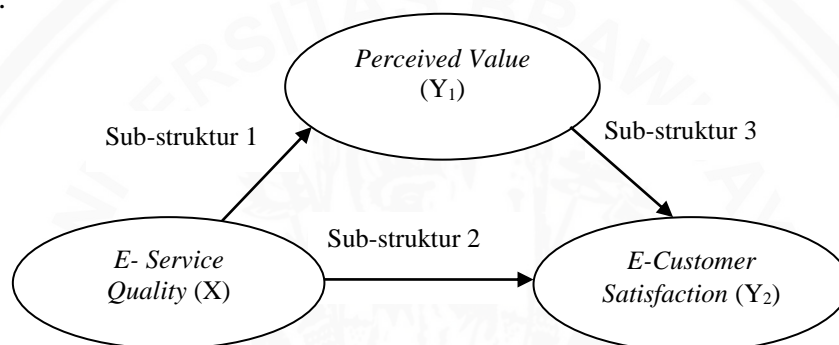 .
Perceived Value
(Y₁)
Sub-struktur 1
Sub-struktur 3
Sub-struktur 2
E- Service
Quality (X)
E-Customer
Satisfaction (Y₂)